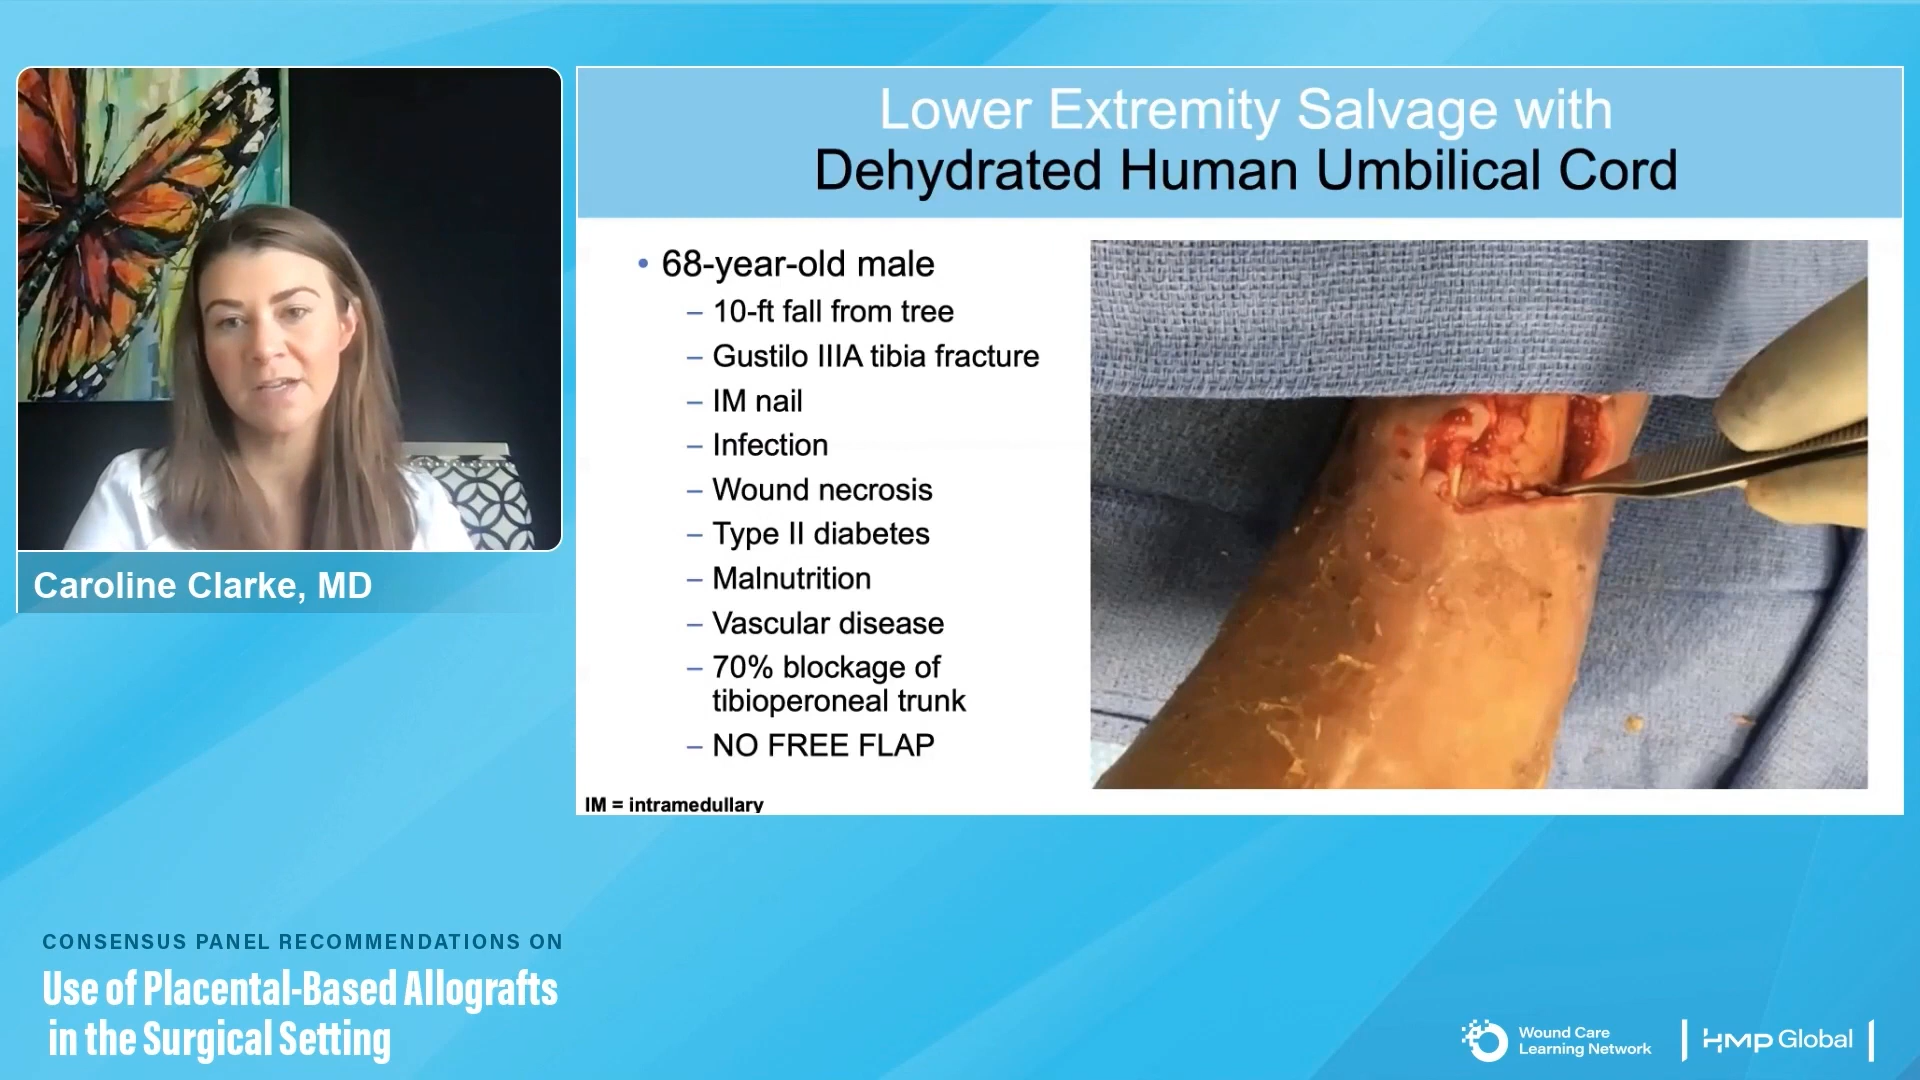 Lower Extremity Salvage with
Dehydrated Human Umbilical Cord
• 68-year-old male
– 10-ft fall from tree
– Gustilo IIIA tibia fracture
– IM nail
– Infection
– Wound necrosis
– Type II diabetes
– Malnutrition
– Vascular disease
– 70% blockage of
tibioperoneal trunk
– NO FREE FLAP
IM = intramedullary
Caroline Clarke, MD
CONSENSUS PANEL RECOMMENDATIONS ON
Use of Placental-Based Allografts
in the Surgical Setting
Wound Care
Learning Network
HMP Global